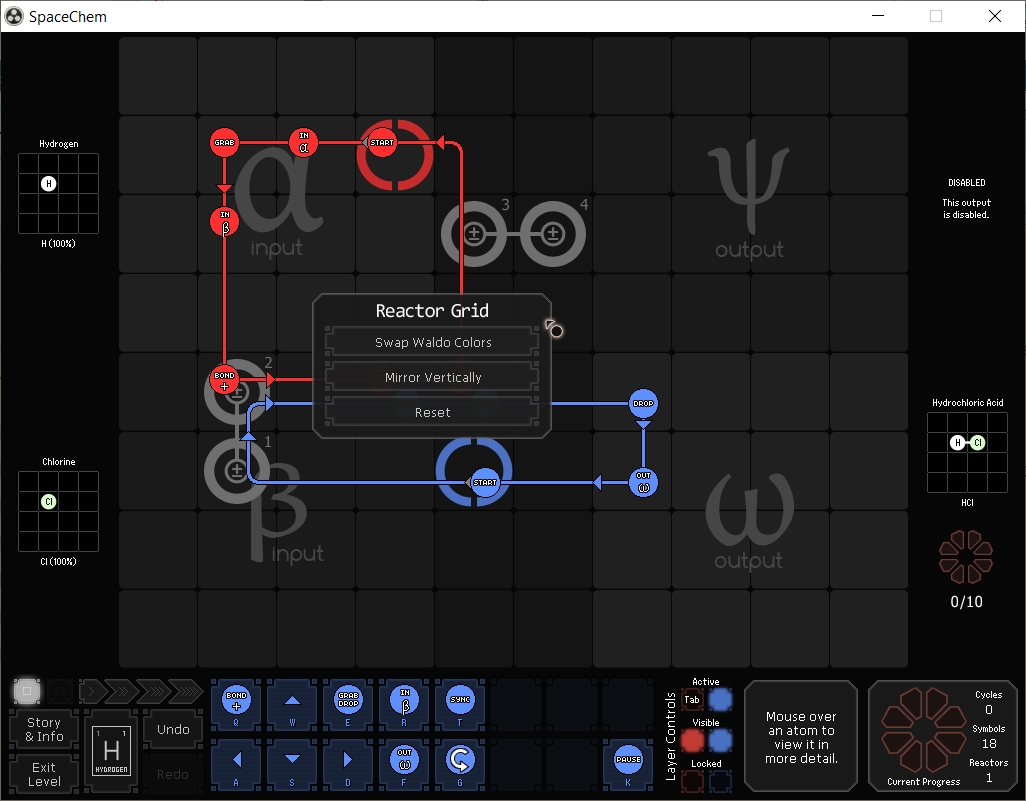 SpaceChem
Hydrogen
H
H (100%)
Chlorine
Cl
Cl (100%)
GRAB
IN
α
START
IN
β
α
input
3
4
±
±
ψ
output
DISABLED
This output
is disabled.
Reactor Grid
Swap Waldo Colors
Mirror Vertically
Reset
BOND
+
2
±
DROP
1
±
START
OUT
ω
β
input
ω
output
Hydrochloric Acid
H Cl
HCl
0/10
Story
& Info
Exit
Level
1 1
H
HYDROGEN
Undo
Redo
BOND
+
Q
W
GRAB
DROP
E
IN
β
R
SYNC
T
A
S
D
OUT
ω
F
G
PAUSE
K
Layer Controls
Active
Tab
Visible
Locked
Mouse over
an atom to
view it in
more detail.
Cycles
0
Symbols
18
Reactors
1
Current Progress